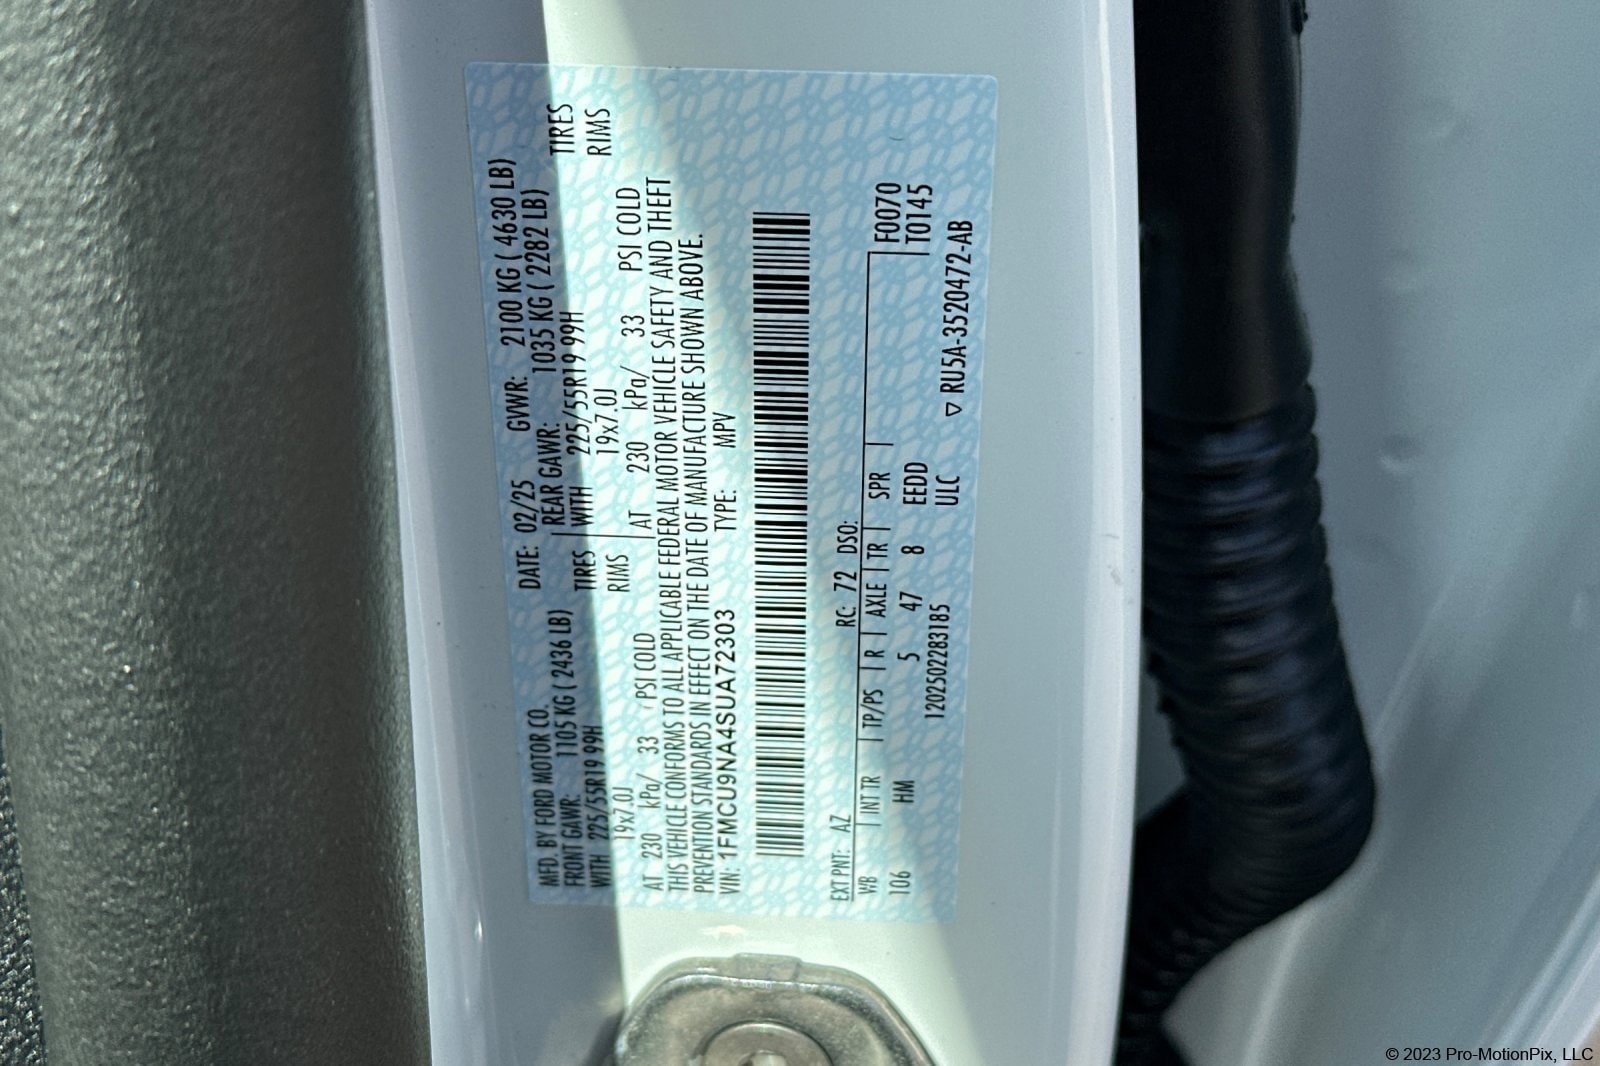 MFD. BY FORD MOTOR CO. DATE: 02/25 GVWR: 2100 KG ( 4630 LB)
FRONT GAWR: 1105 KG ( 2436 LB) REAR GAWR: 1035 KG ( 2282 LB)
WITH 225/55R19 99H TIRES WITH 225/55R19 99H TIRES
19x7.0J RIMS 19x7.0J RIMS
AT 230 kPa/ 33 PSI COLD AT 230 kPa/ 33 PSI COLD
THIS VEHICLE CONFORMS TO ALL APPLICABLE FEDERAL MOTOR VEHICLE SAFETY AND THEFT
PREVENTION STANDARDS IN EFFECT ON THE DATE OF MANUFACTURE SHOWN ABOVE.
VIN: 1FMCU9NA4SUA72303 TYPE: MPV
EXT PNT: AZ RC: 72 DSO:
WB INT TR TP/PS R AXLE TR SPR F0070
106 HM 5 47 8 EEDD T0145
1202502283185 ULC ▽ RU5A-3520472-AB
© 2023 Pro-MotionPix, LLC